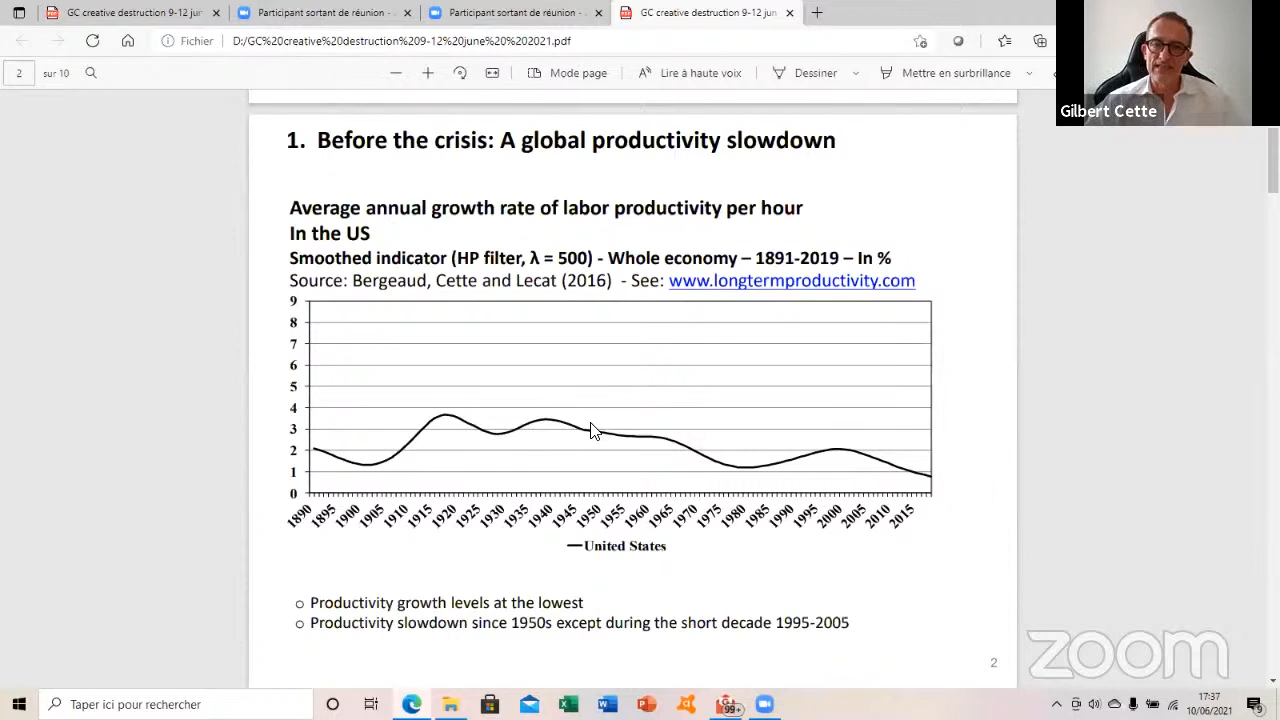 GC creative destruction 9-12 jun
Participant sortant de réunion -
Participant sortant de réunion -
GC creative destruction 9-12 jun
Fichier
D:/GC%20creative%20destruction%209-12%20june%202021.pdf
2 sur 10
Mode page
Lire à haute voix
Dessiner
Mettre en surbrillance
Gilbert Cette
1. Before the crisis: A global productivity slowdown
Average annual growth rate of labor productivity per hour
In the US
Smoothed indicator (HP filter, λ = 500) - Whole economy – 1891-2019 – In %
Source: Bergeaud, Cette and Lecat (2016) - See: www.longtermproductivity.com
9
8
7
6
5
4
3
2
1
0
1890 1895 1900 1905 1910 1915 1920 1925 1930 1935 1940 1945 1950 1955 1960 1965 1970 1975 1980 1985 1990 1995 2000 2005 2010 2015
United States
○ Productivity growth levels at the lowest
○ Productivity slowdown since 1950s except during the short decade 1995-2005
2
zoom
Taper ici pour rechercher
99+
17:37
10/06/2021
9